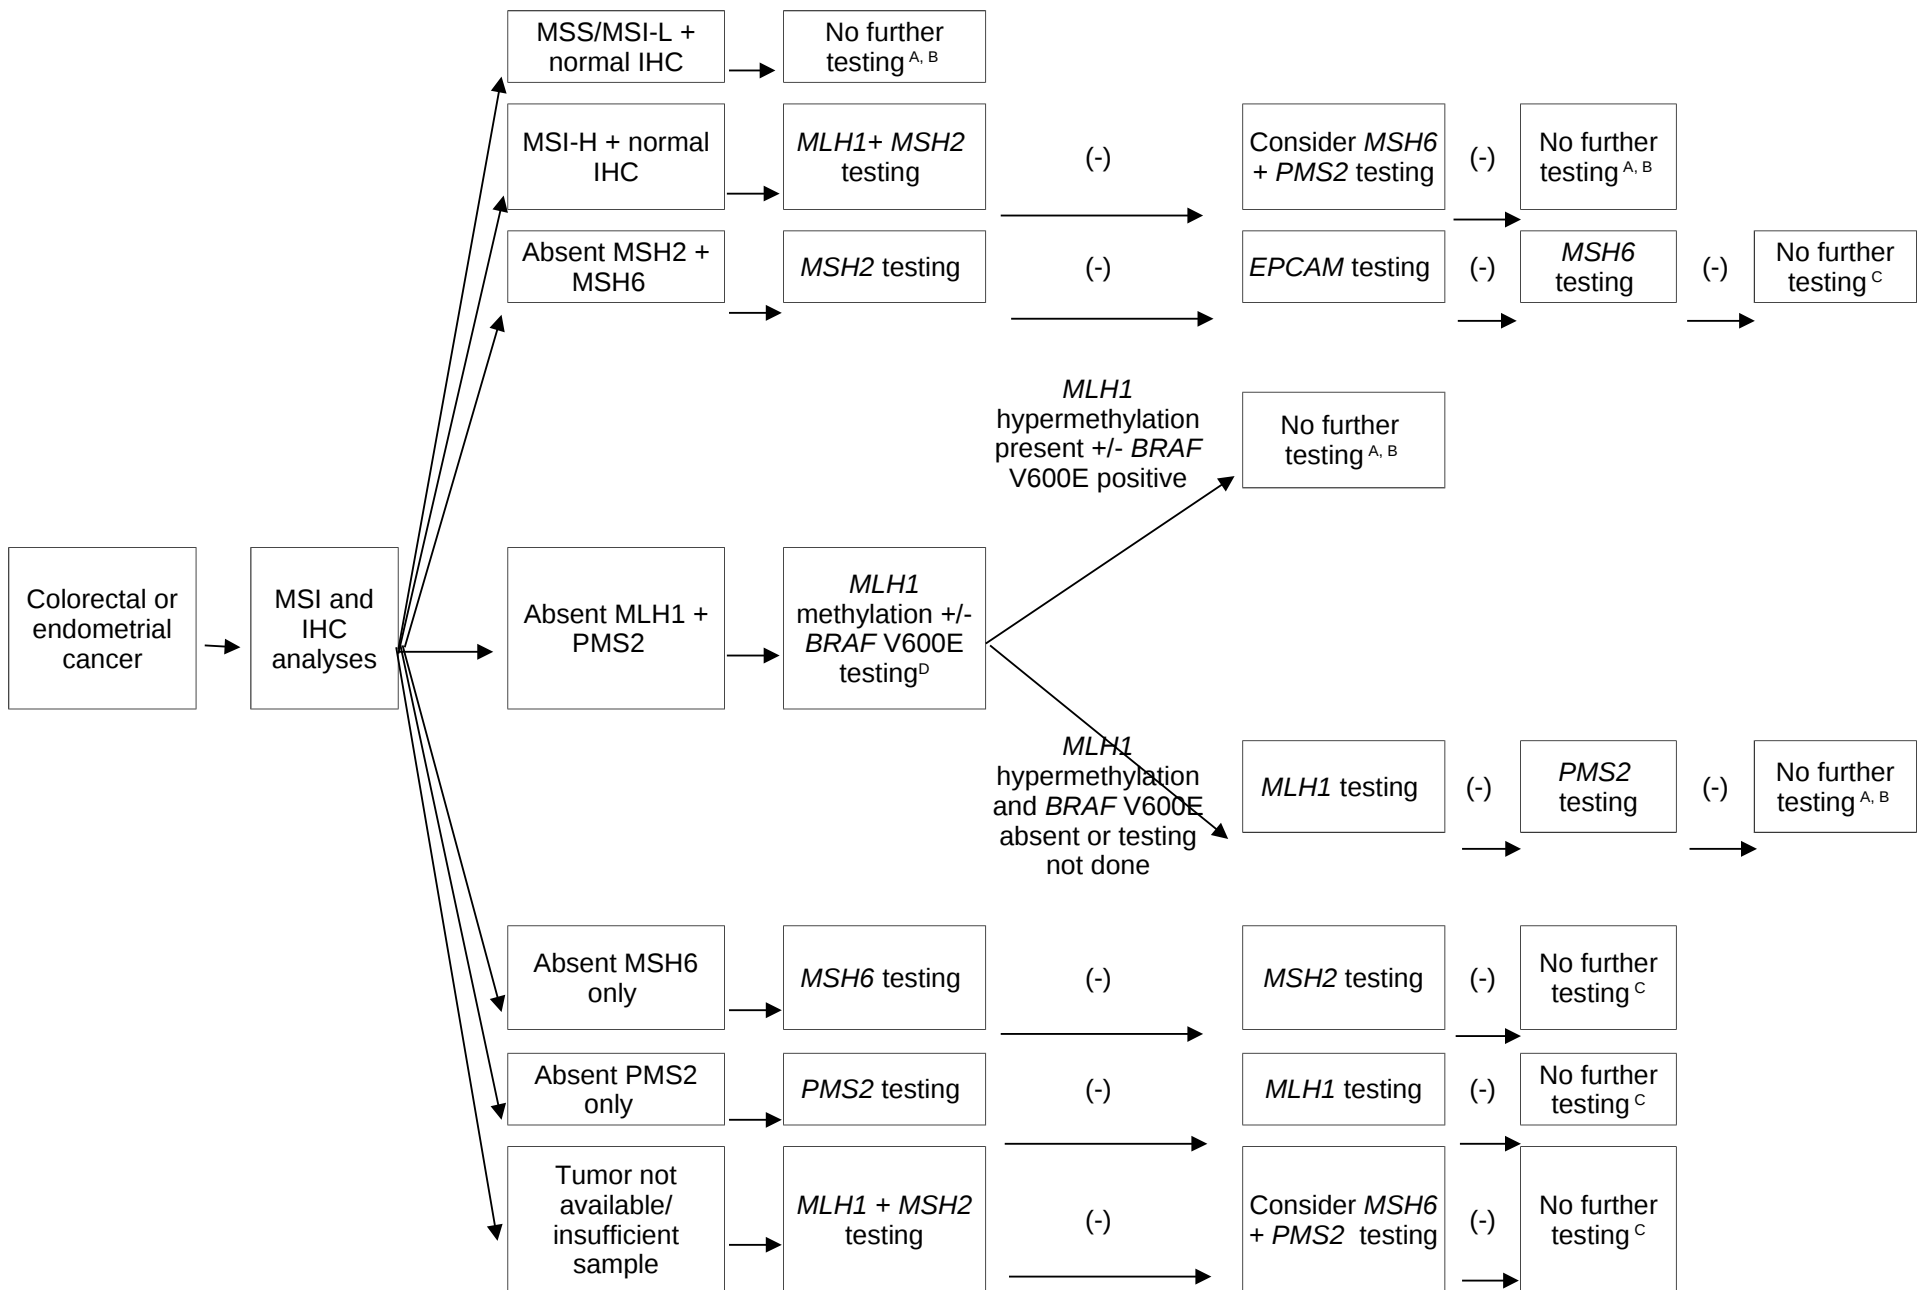 MSS/MSI-L +
normal IHC
No further
testing A, B
MSI-H + normal
IHC
MLH1+ MSH2
testing
(-)
Consider MSH6
+ PMS2 testing
(-)
No further
testing A, B
Absent MSH2 +
MSH6
MSH2 testing
(-)
EPCAM testing
(-)
MSH6
testing
(-)
No further
testing C
Colorectal or
endometrial
cancer
MSI and
IHC
analyses
Absent MLH1 +
PMS2
MLH1
methylation +/-
BRAF V600E
testingD
MLH1
hypermethylation
present +/- BRAF
V600E positive
No further
testing A, B
MLH1
hypermethylation
and BRAF V600E
absent or testing
not done
MLH1 testing
(-)
PMS2
testing
(-)
No further
testing A, B
Absent MSH6
only
MSH6 testing
(-)
MSH2 testing
(-)
No further
testing C
Absent PMS2
only
PMS2 testing
(-)
MLH1 testing
(-)
No further
testing C
Tumor not
available/
insufficient
sample
MLH1 + MSH2
testing
(-)
Consider MSH6
+ PMS2 testing
(-)
No further
testing C